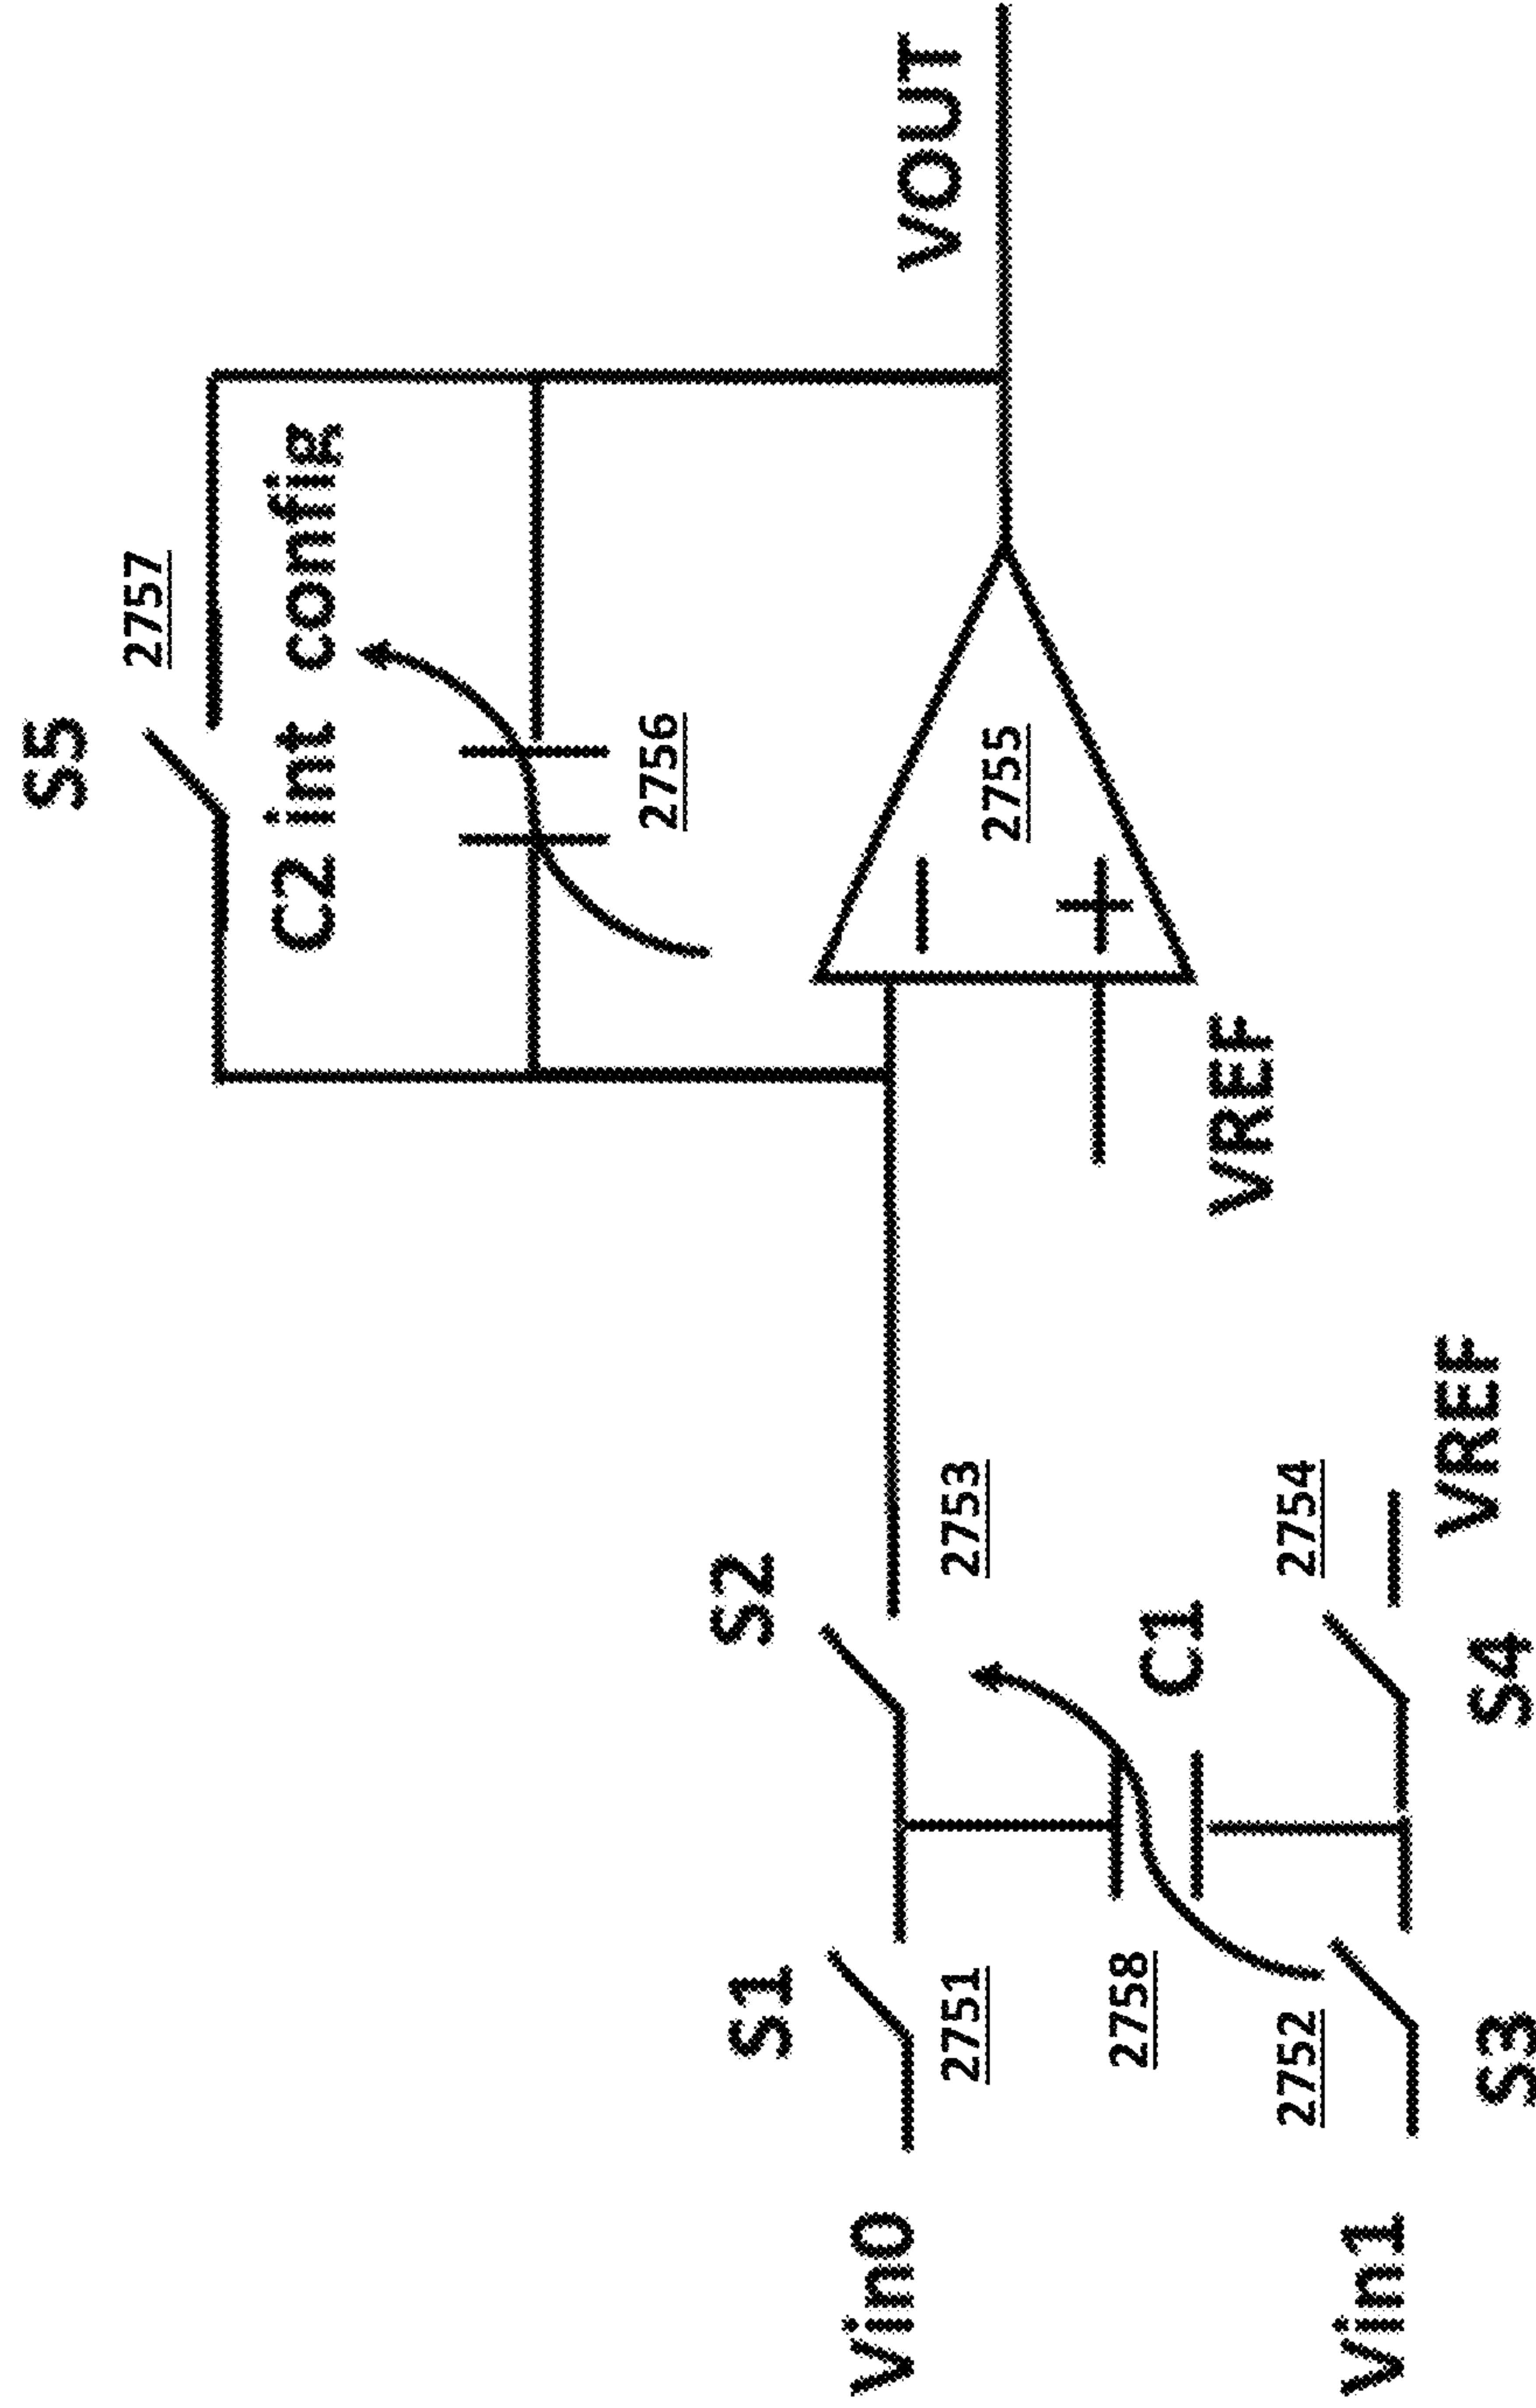 S5
2757
C2 int config
2756
VOUT
2755
VREF
S2
2753
S1
2751
Vin0
C1
2758
2754
2752
VREF
S4
S3
Vin1